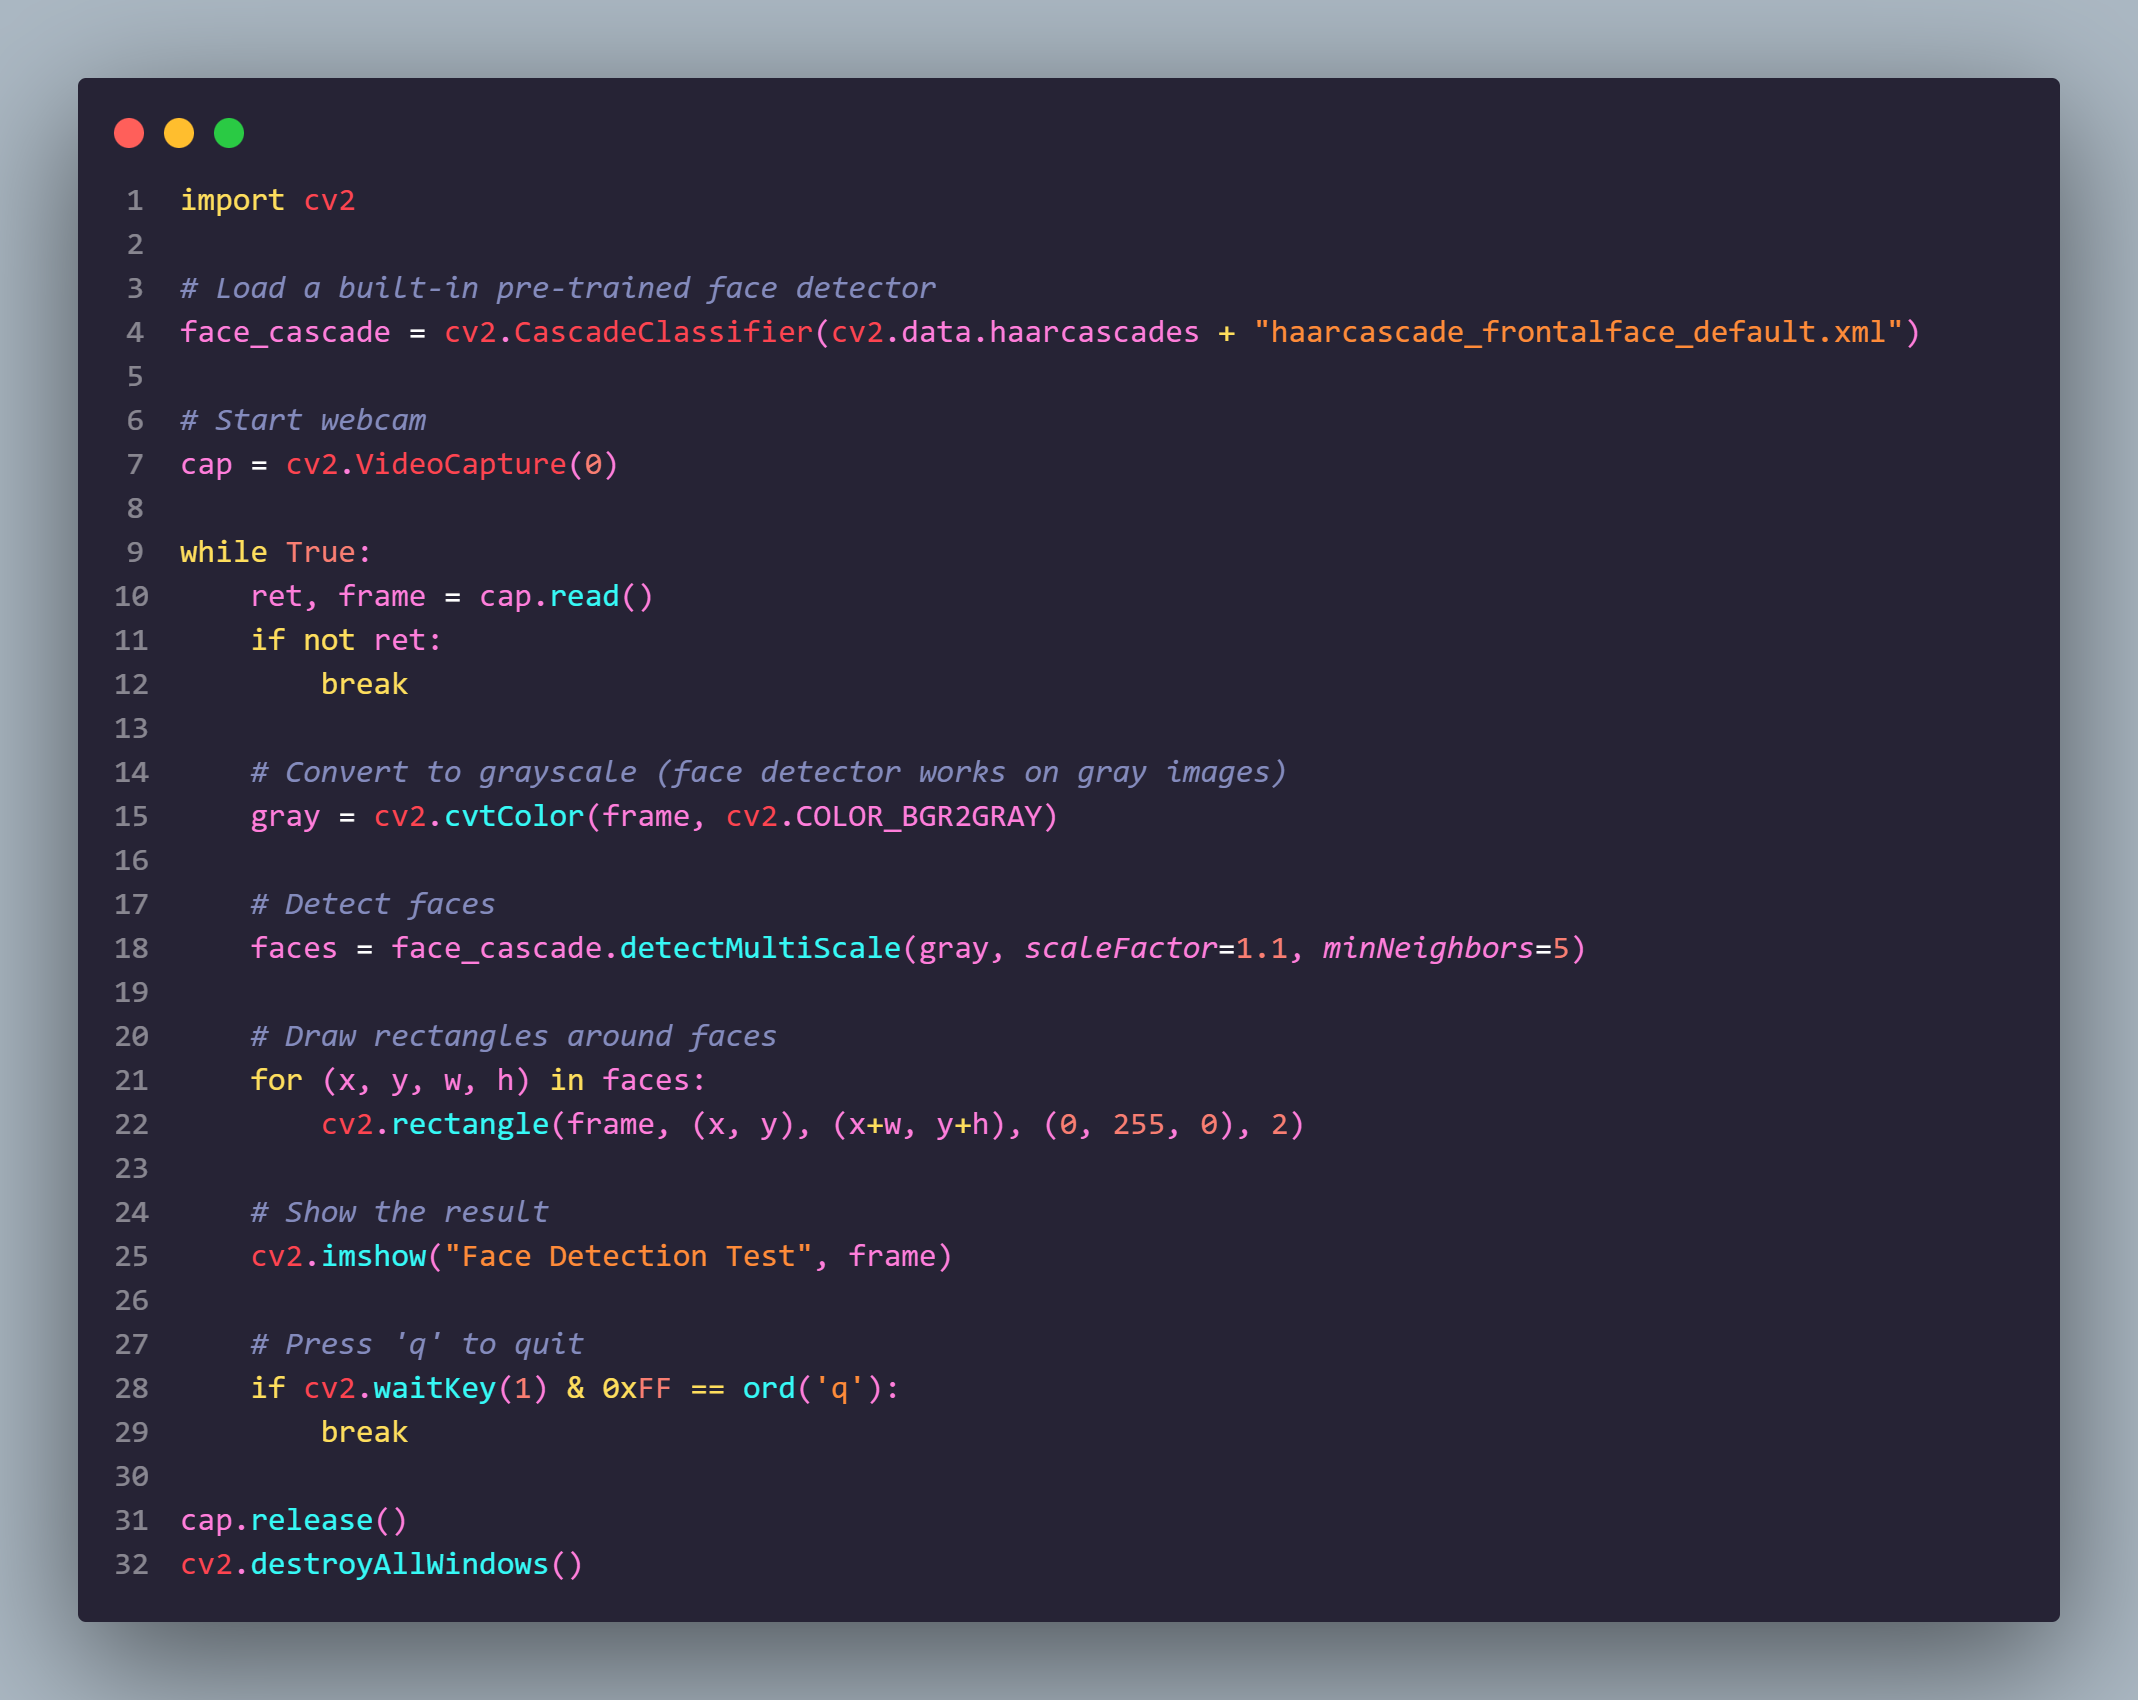 1 import cv2
2
3 # Load a built-in pre-trained face detector
4 face_cascade = cv2.CascadeClassifier(cv2.data.haarcascades + "haarcascade_frontalface_default.xml")
5
6 # Start webcam
7 cap = cv2.VideoCapture(0)
8
9 while True:
10     ret, frame = cap.read()
11     if not ret:
12         break
13
14     # Convert to grayscale (face detector works on gray images)
15     gray = cv2.cvtColor(frame, cv2.COLOR_BGR2GRAY)
16
17     # Detect faces
18     faces = face_cascade.detectMultiScale(gray, scaleFactor=1.1, minNeighbors=5)
19
20     # Draw rectangles around faces
21     for (x, y, w, h) in faces:
22         cv2.rectangle(frame, (x, y), (x+w, y+h), (0, 255, 0), 2)
23
24     # Show the result
25     cv2.imshow("Face Detection Test", frame)
26
27     # Press 'q' to quit
28     if cv2.waitKey(1) & 0xFF == ord('q'):
29         break
30
31 cap.release()
32 cv2.destroyAllWindows()